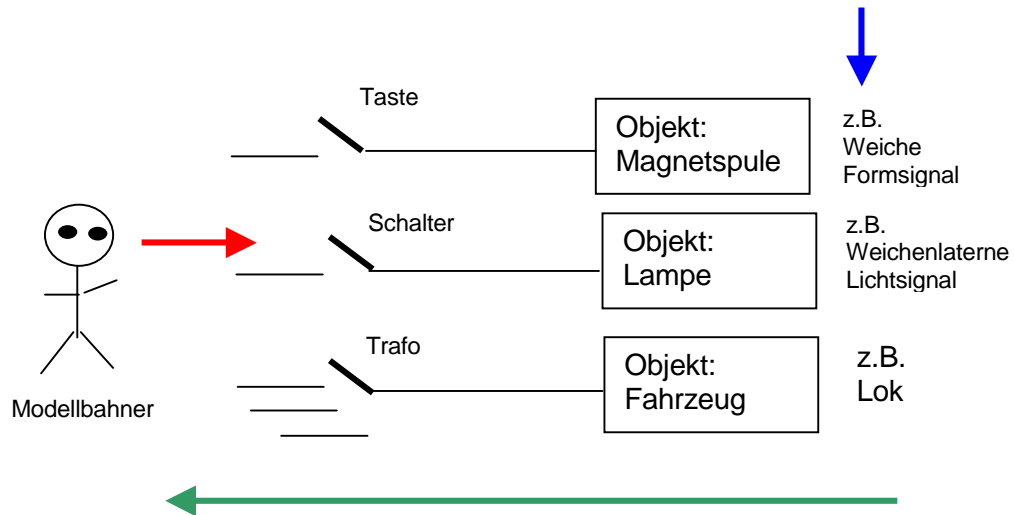 Taste
Objekt:
Magnetspule
z.B.
Weiche
Formsignal
Schalter
Objekt:
Lampe
z.B.
Weichenlaterne
Lichtsignal
Trafo
Objekt:
Fahrzeug
z.B.
Lok
Modellbahner